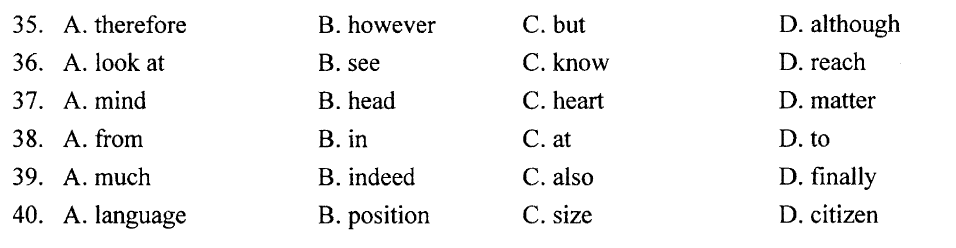 35. A. therefore B. however C. but D. although
36. A. look at B. see C. know D. reach
37. A. mind B. head C. heart D. matter
38. A. from B. in C. at D. to
39. A. much B. indeed C. also D. finally
40. A. language B. position C. size D. citizen